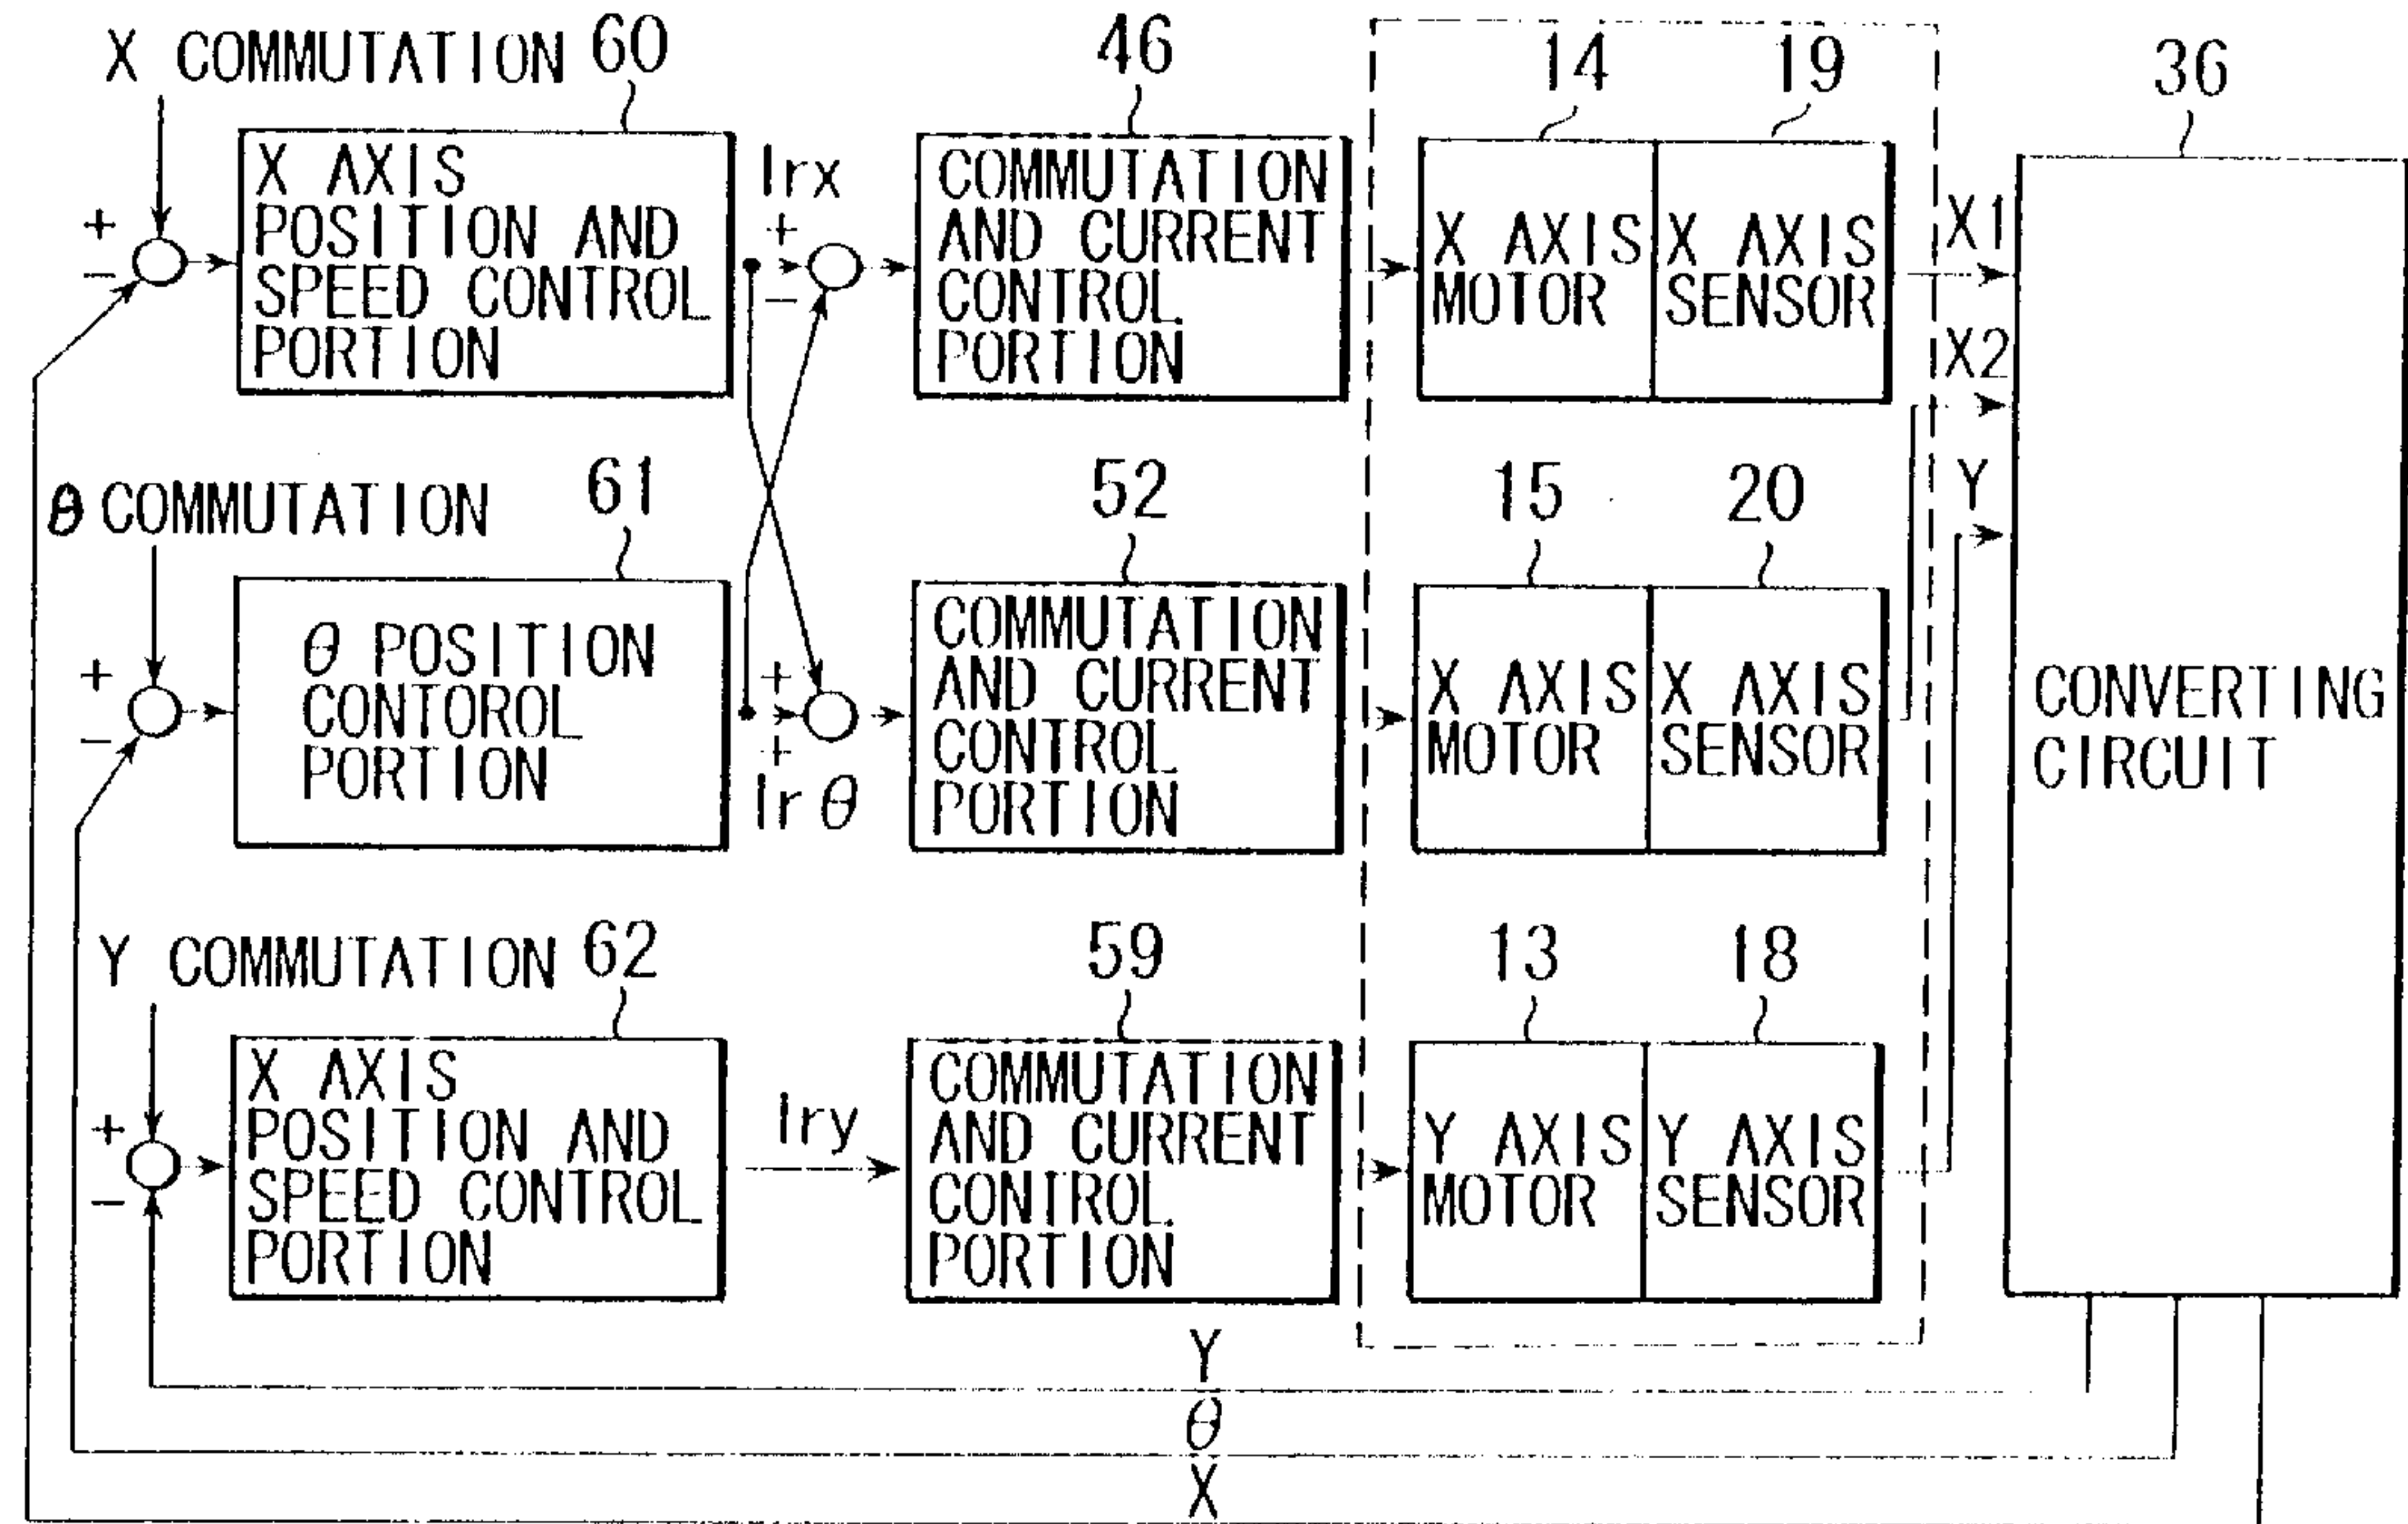 X COMMUTATION 60
46
14
19
36
X AXIS
POSITION AND
SPEED CONTROL
PORTION
+
−
Irx
+
−
COMMUTATION
AND CURRENT
CONTROL
PORTION
X AXIS
MOTOR
X AXIS
SENSOR
X1
X2
Y
θ COMMUTATION
61
52
15
20
+
−
θ POSITION
CONTOROL
PORTION
+
+
Ir θ
COMMUTATION
AND CURRENT
CONTROL
PORTION
X AXIS
MOTOR
X AXIS
SENSOR
CONVERTING
CIRCUIT
Y COMMUTATION 62
59
13
18
+
−
X AXIS
POSITION AND
SPEED CONTROL
PORTION
Iry
COMMUTATION
AND CURRENT
CONTROL
PORTION
Y AXIS
MOTOR
Y AXIS
SENSOR
Y
θ
X